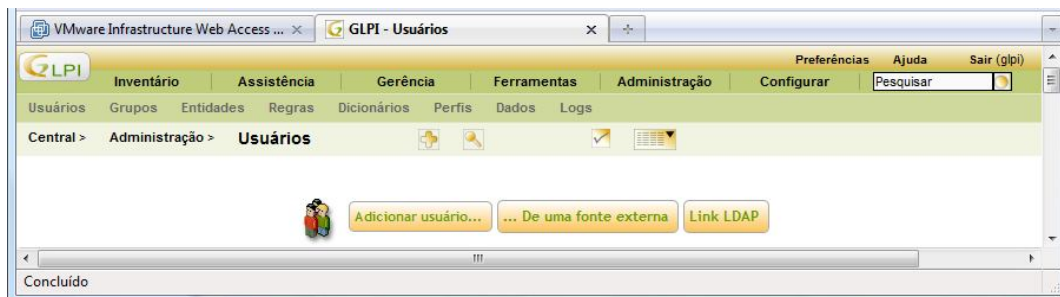 VMware Infrastructure Web Access ... GLPI - Usuários
Preferências Ajuda Sair (glpi)
GLPI
Inventário Assistência Gerência Ferramentas Administração Configurar Pesquisar
Usuários Grupos Entidades Regras Dicionários Perfis Dados Logs
Central > Administração > Usuários
Adicionar usuário... ... De uma fonte externa Link LDAP
Concluído